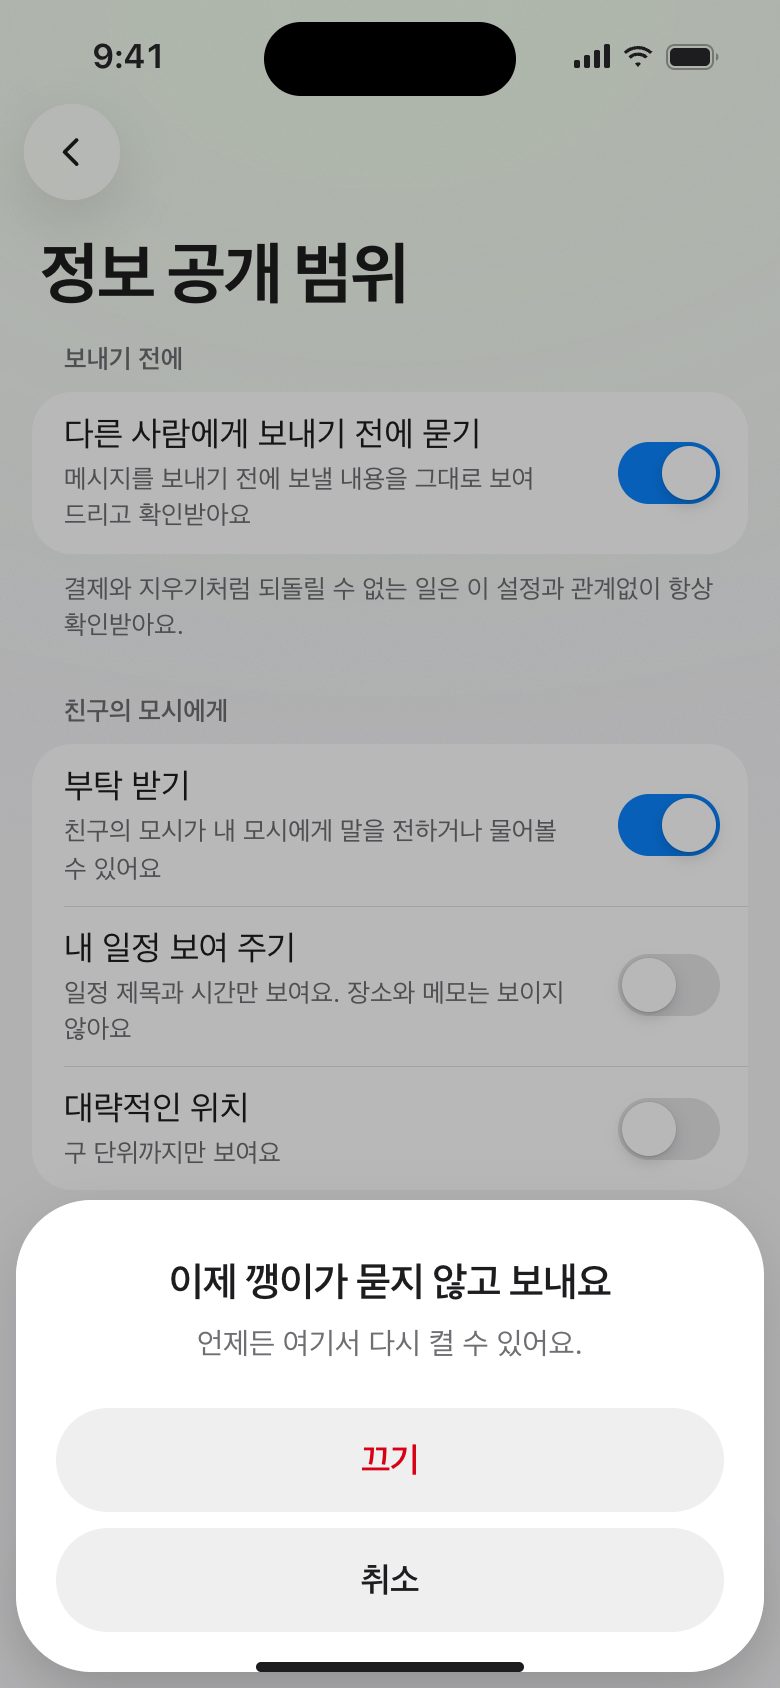 9:41
정보 공개 범위
보내기 전에
다른 사람에게 보내기 전에 묻기
메시지를 보내기 전에 보낼 내용을 그대로 보여
드리고 확인받아요
결제와 지우기처럼 되돌릴 수 없는 일은 이 설정과 관계없이 항상
확인받아요.
친구의 모시에게
부탁 받기
친구의 모시가 내 모시에게 말을 전하거나 물어볼
수 있어요
내 일정 보여 주기
일정 제목과 시간만 보여요. 장소와 메모는 보이지
않아요
대략적인 위치
구 단위까지만 보여요
이제 깽이가 묻지 않고 보내요
언제든 여기서 다시 켤 수 있어요.
끄기
취소